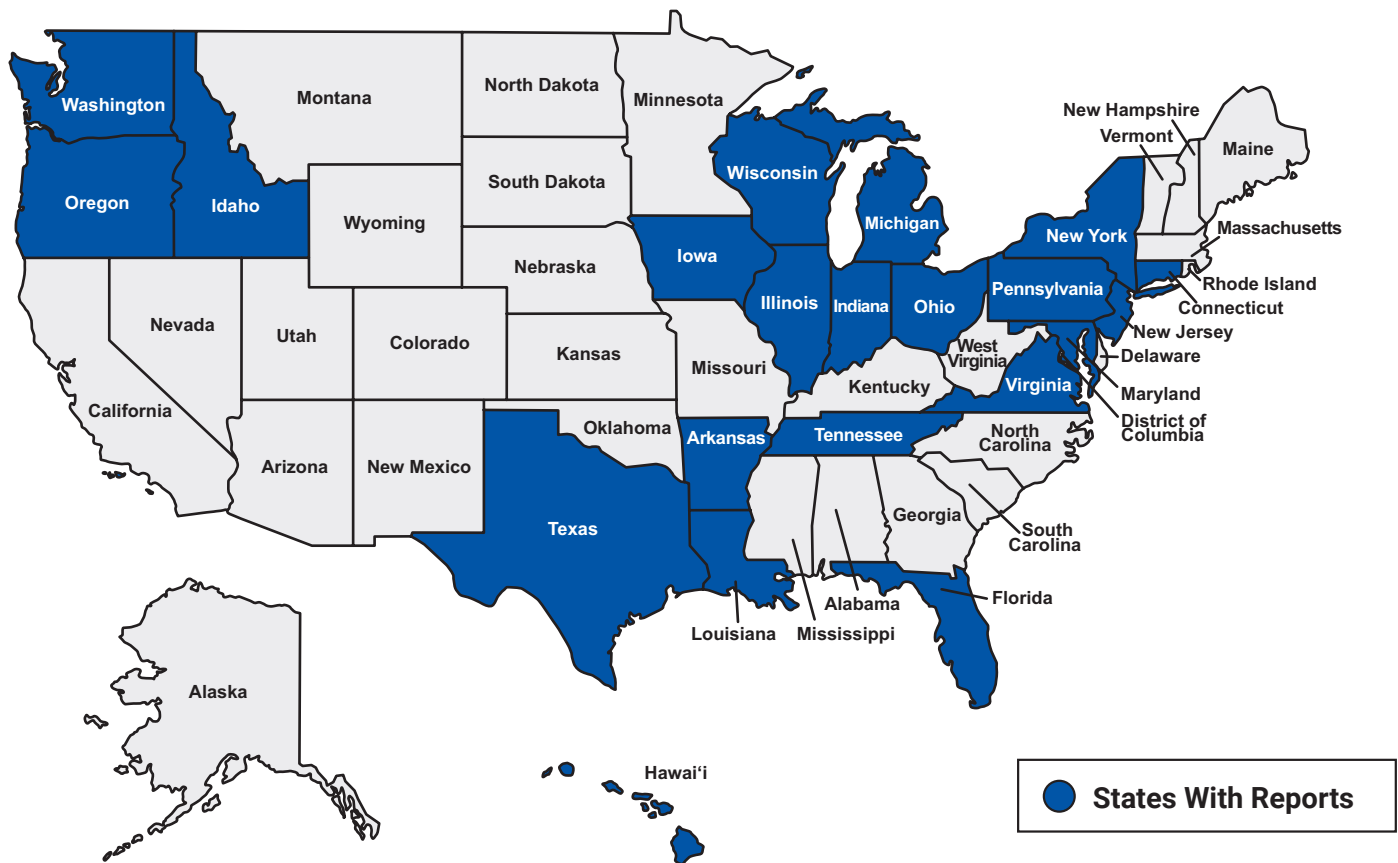 Washington
Montana
North Dakota
Minnesota
New Hampshire
Vermont
Maine
Oregon
Idaho
Wyoming
South Dakota
Wisconsin
Michigan
New York
Massachusetts
Rhode Island
Connecticut
New Jersey
Delaware
Maryland
District of
Columbia
Nebraska
Iowa
Illinois
Indiana
Ohio
Pennsylvania
West
Virginia
Virginia
Nevada
Utah
Colorado
Kansas
Missouri
Kentucky
California
Arizona
New Mexico
Oklahoma
Arkansas
Tennessee
North
Carolina
South
Carolina
Georgia
Texas
Louisiana
Mississippi
Alabama
Florida
Alaska
Hawai‘i
States With Reports